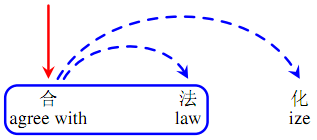 合 法 化
agree with law ize